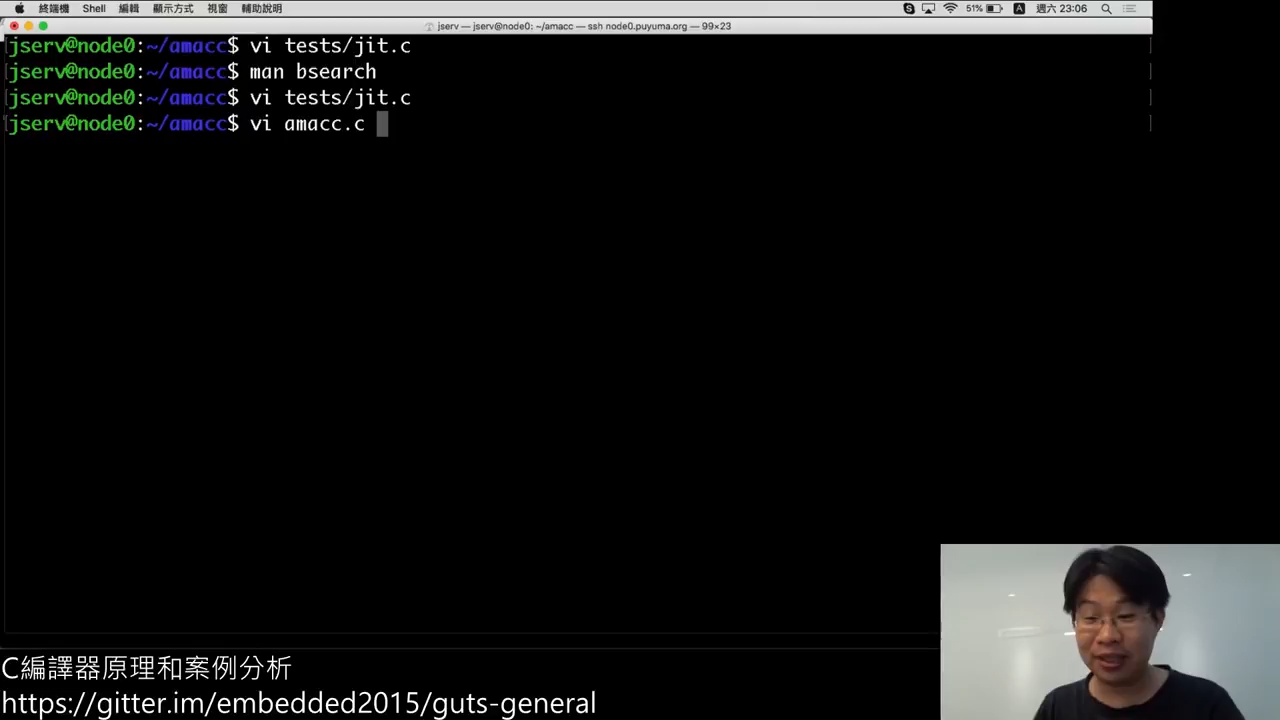 終端機 Shell 編輯 顯示方式 視窗 輔助說明 51% A 週六 23:06
jserv — jserv@node0: ~/amacc — ssh node0.puyuma.org — 99×23
jserv@node0:~/amacc$ vi tests/jit.c
jserv@node0:~/amacc$ man bsearch
jserv@node0:~/amacc$ vi tests/jit.c
jserv@node0:~/amacc$ vi amacc.c
C編譯器原理和案例分析
https://gitter.im/embedded2015/guts-general